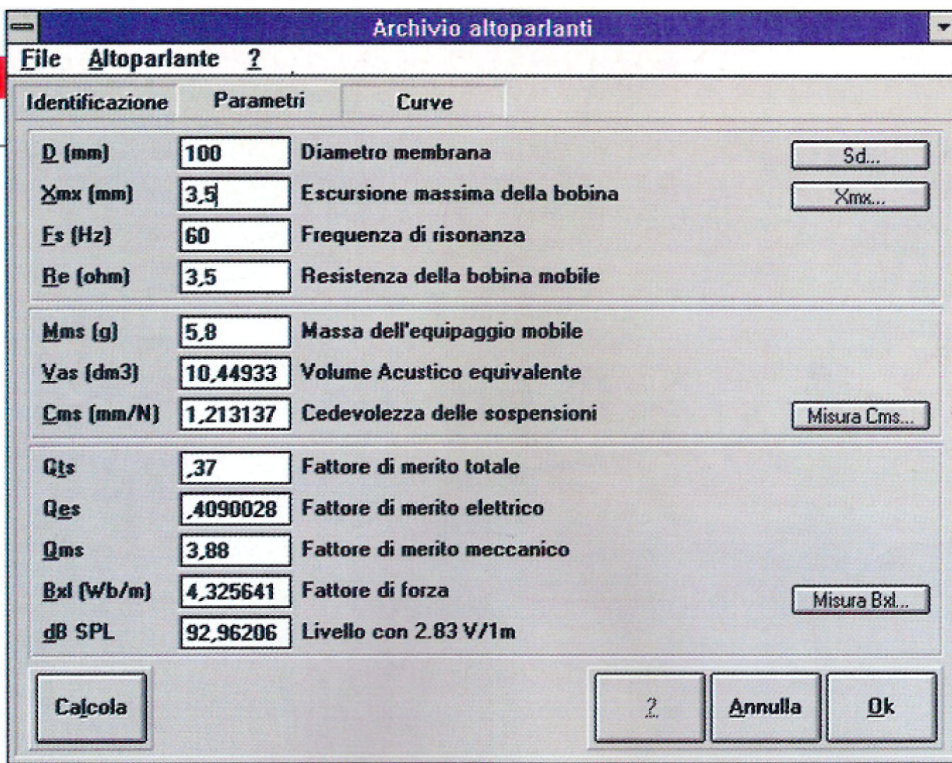 Archivio altoparlanti
File Altoparlante ?
Identificazione Parametri Curve
D (mm) 100 Diametro membrana Sd...
Xmx (mm) 3,5 Escursione massima della bobina Xmx...
Fs (Hz) 60 Frequenza di risonanza
Re (ohm) 3,5 Resistenza della bobina mobile
Mms (g) 5,8 Massa dell'equipaggio mobile
Vas (dm3) 10,44933 Volume Acustico equivalente
Cms (mm/N) 1,213137 Cedevolezza delle sospensioni Misura Cms...
Qts ,37 Fattore di merito totale
Qes ,4090028 Fattore di merito elettrico
Qms 3,88 Fattore di merito meccanico
Bxl (Wb/m) 4,325641 Fattore di forza Misura Bxl...
dB SPL 92,96206 Livello con 2.83 V/1m
Calcola ? Annulla Ok